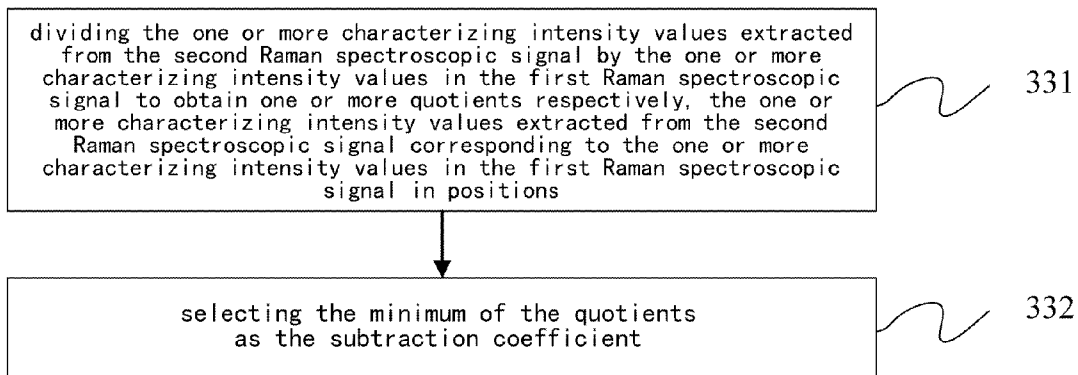 dividing the one or more characterizing intensity values extracted
from the second Raman spectroscopic signal by the one or more
characterizing intensity values in the first Raman spectroscopic
signal to obtain one or more quotients respectively, the one or
more characterizing intensity values extracted from the second
Raman spectroscopic signal corresponding to the one or more
characterizing intensity values in the first Raman spectroscopic
signal in positions
331
selecting the minimum of the quotients
as the subtraction coefficient
332